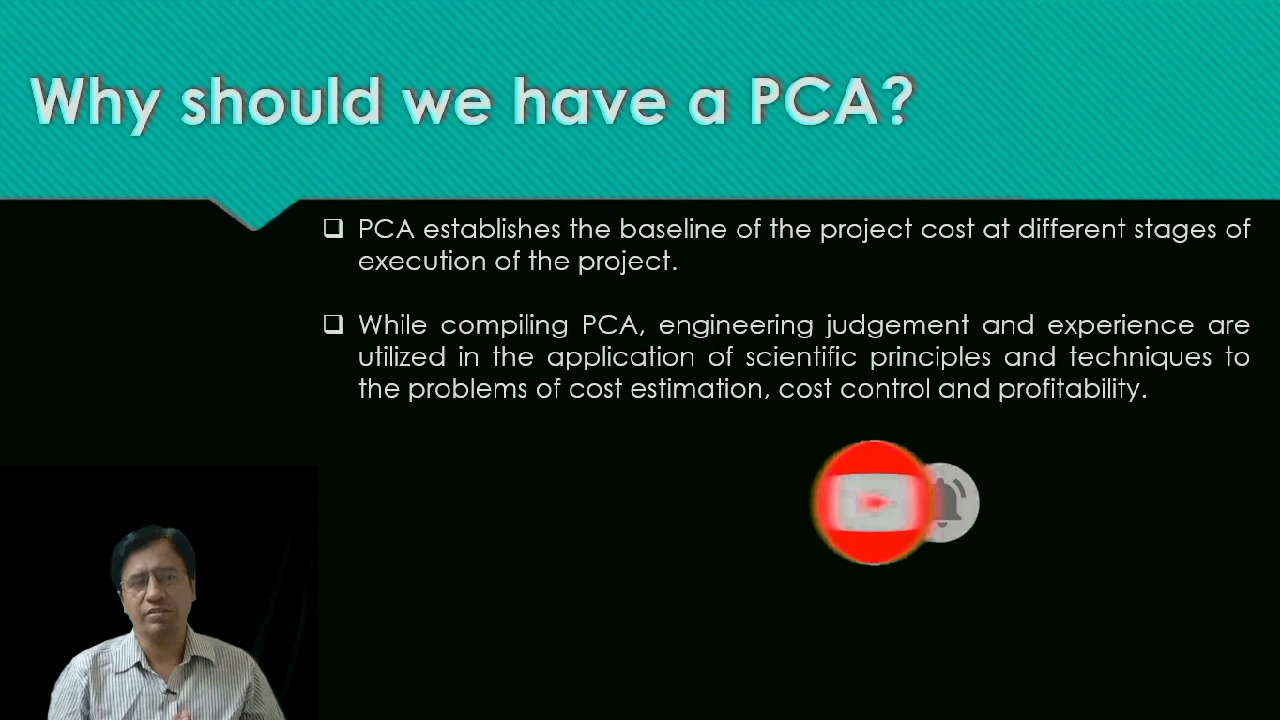 Why should we have a PCA?
❑ PCA establishes the baseline of the project cost at different stages of
execution of the project.
❑ While compiling PCA, engineering judgement and experience are
utilized in the application of scientific principles and techniques to
the problems of cost estimation, cost control and profitability.